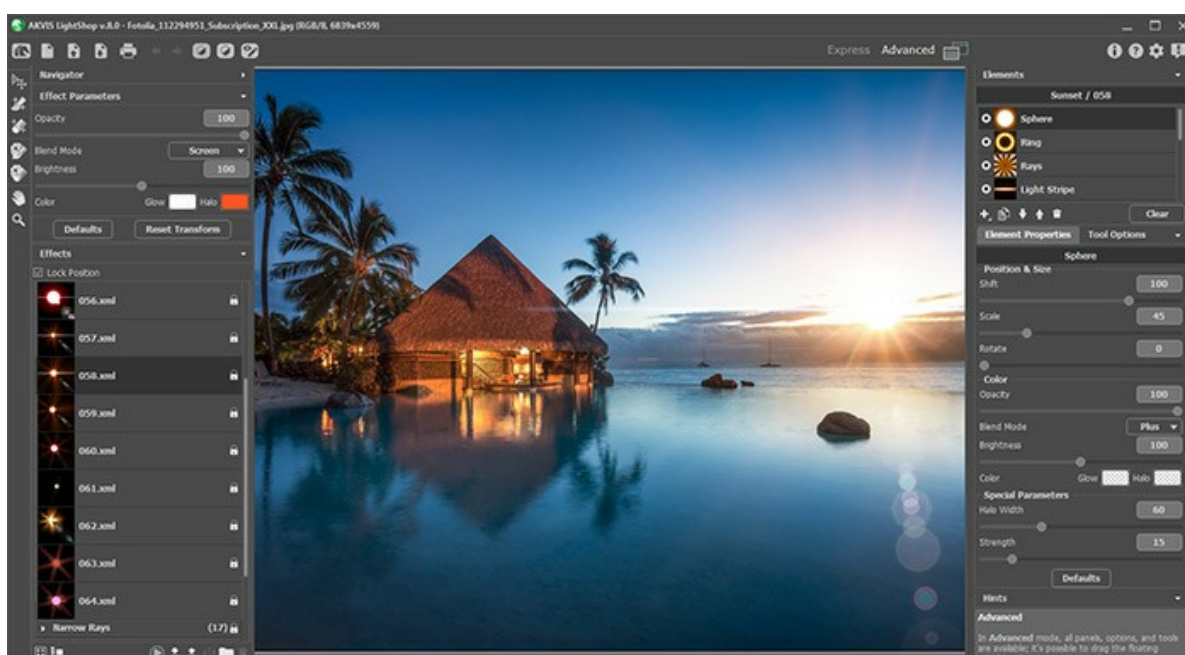 AKVIS LightShop v.8.0 - Fotolia_112294951_Subscription_XXL.jpg (RGB/8, 6839x4559)
Express Advanced
Navigator
Effect Parameters
Opacity 100
Blend Mode Screen
Brightness 100
Color Glow Halo
Defaults Reset Transform
Effects
Lock Position
056.xml
057.xml
058.xml
059.xml
060.xml
061.xml
062.xml
063.xml
064.xml
Narrow Rays (17)
Elements
Sunset / 058
Sphere
Ring
Rays
Light Stripe
Clear
Element Properties Tool Options
Sphere
Position & Size
Shift 100
Scale 45
Rotate 0
Color
Opacity 100
Blend Mode Plus
Brightness 100
Color Glow Halo
Special Parameters
Halo Width 60
Strength 15
Defaults
Hints
Advanced
In Advanced mode, all panels, options, and tools
are available; it's possible to drag the floating